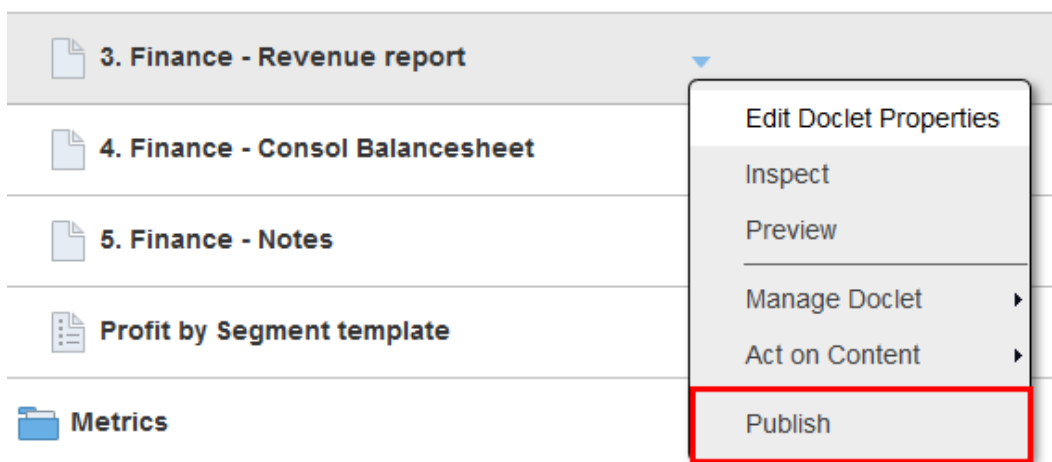 3. Finance - Revenue report
Edit Doclet Properties
4. Finance - Consol Balancesheet
Inspect
Preview
5. Finance - Notes
Manage Doclet
Profit by Segment template
Act on Content
Metrics
Publish